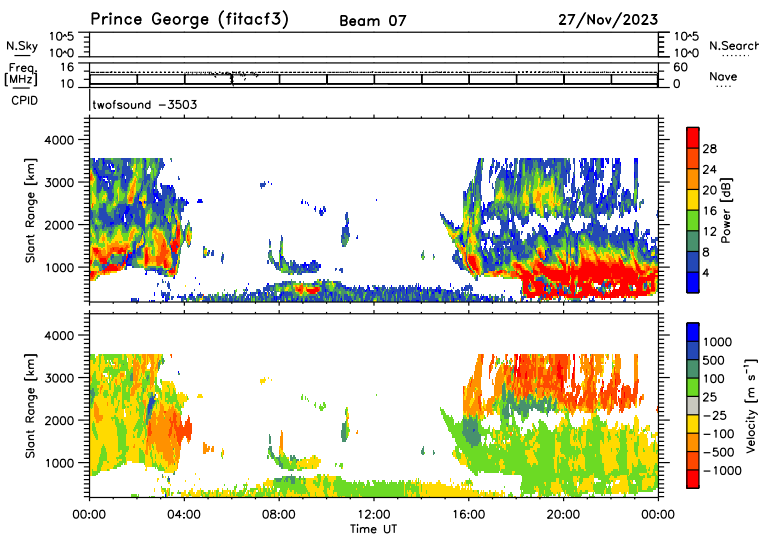 Prince George (fitacf3) Beam 07 27/Nov/2023
N.Sky 10^5 10^0 10^5 10^0 N.Search
Freq. [MHz] 16 10 60 0 Nave
CPID twofsound -3503
Slant Range [km] 4000 3000 2000 1000
Power [dB] 28 24 20 16 12 8 4
Slant Range [km] 4000 3000 2000 1000
Velocity [m s⁻¹] 1000 500 100 25 -25 -100 -500 -1000
00:00 04:00 08:00 12:00 16:00 20:00 00:00
Time UT